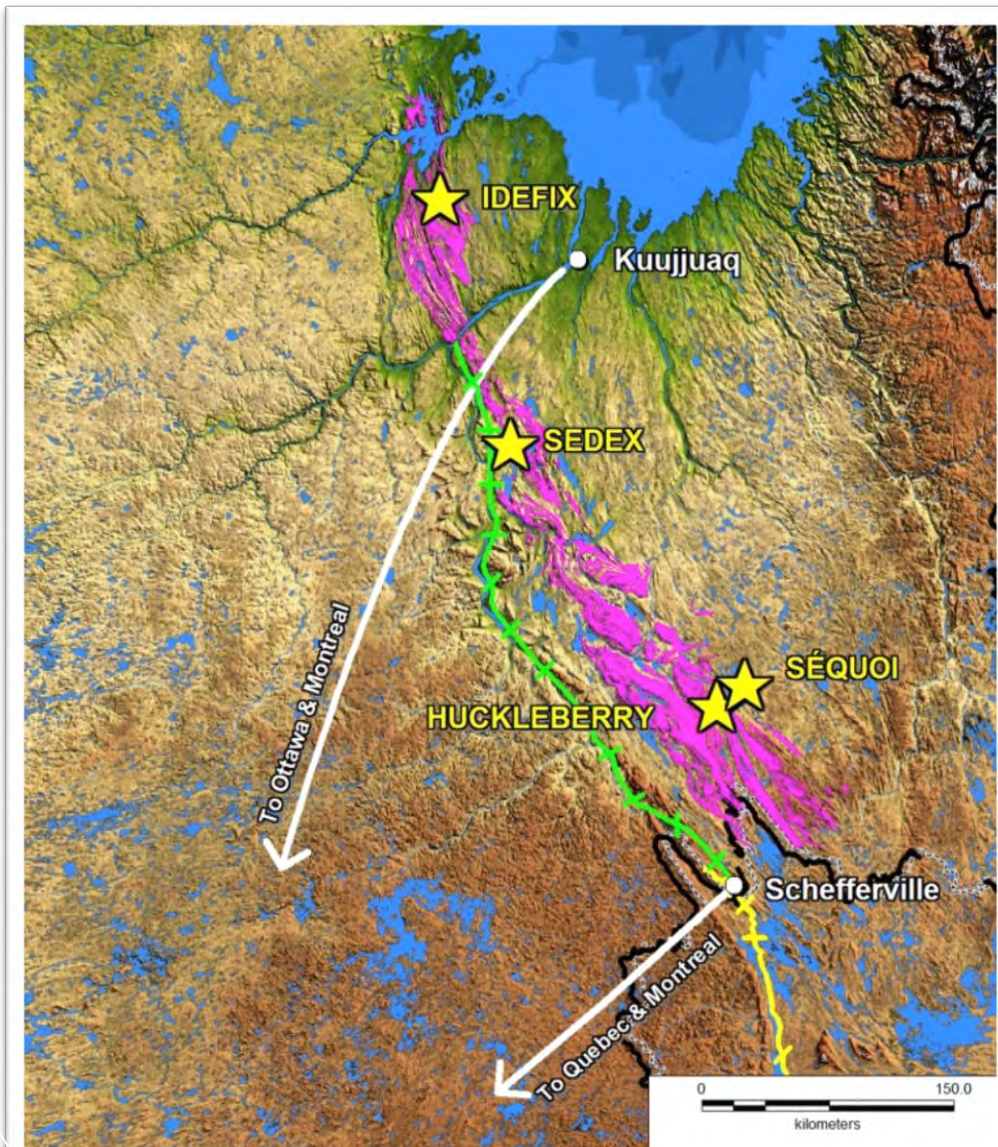 IDEFIX
Kuujjuaq
SEDEX
SÉQUOI
HUCKLEBERRY
To Ottawa & Montreal
Schefferville
To Quebec & Montreal
0 150.0
kilometers